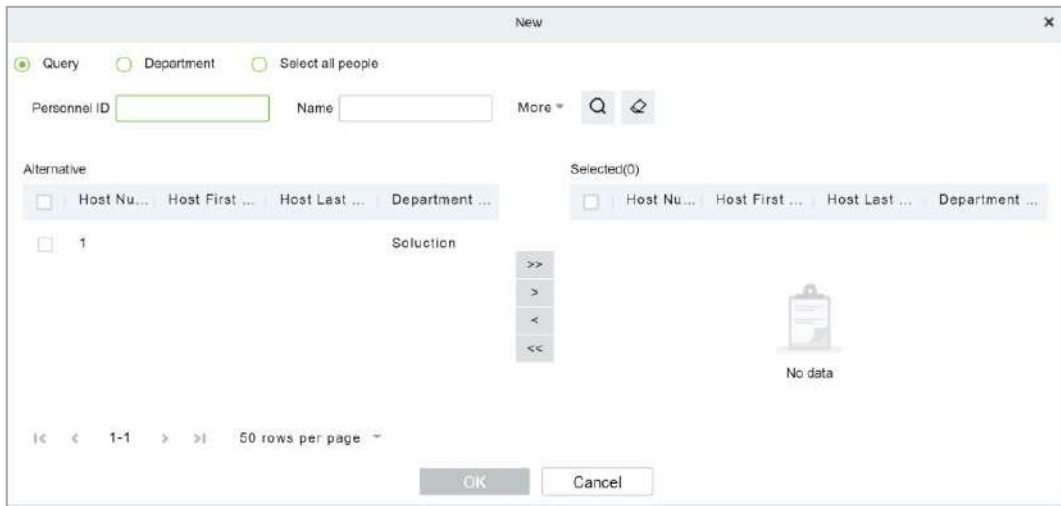 New
Query Department Select all people
Personnel ID Name More
Alternative Selected(0)
Host Nu... Host First ... Host Last ... Department ... Host Nu... Host First ... Host Last ... Department ...
1 Soluction
>>
>
<
<<
No data
|< < 1-1 > >| 50 rows per page
OK Cancel